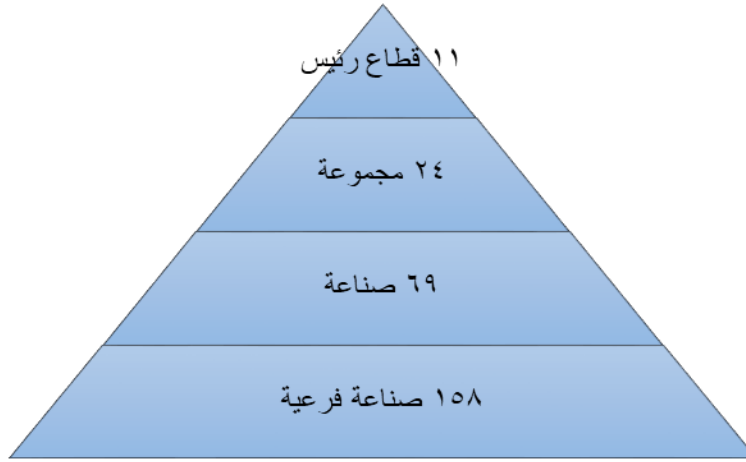 ١١ قطاع رئيس
٢٤ مجموعة
٦٩ صناعة
١٥٨ صناعة فرعية